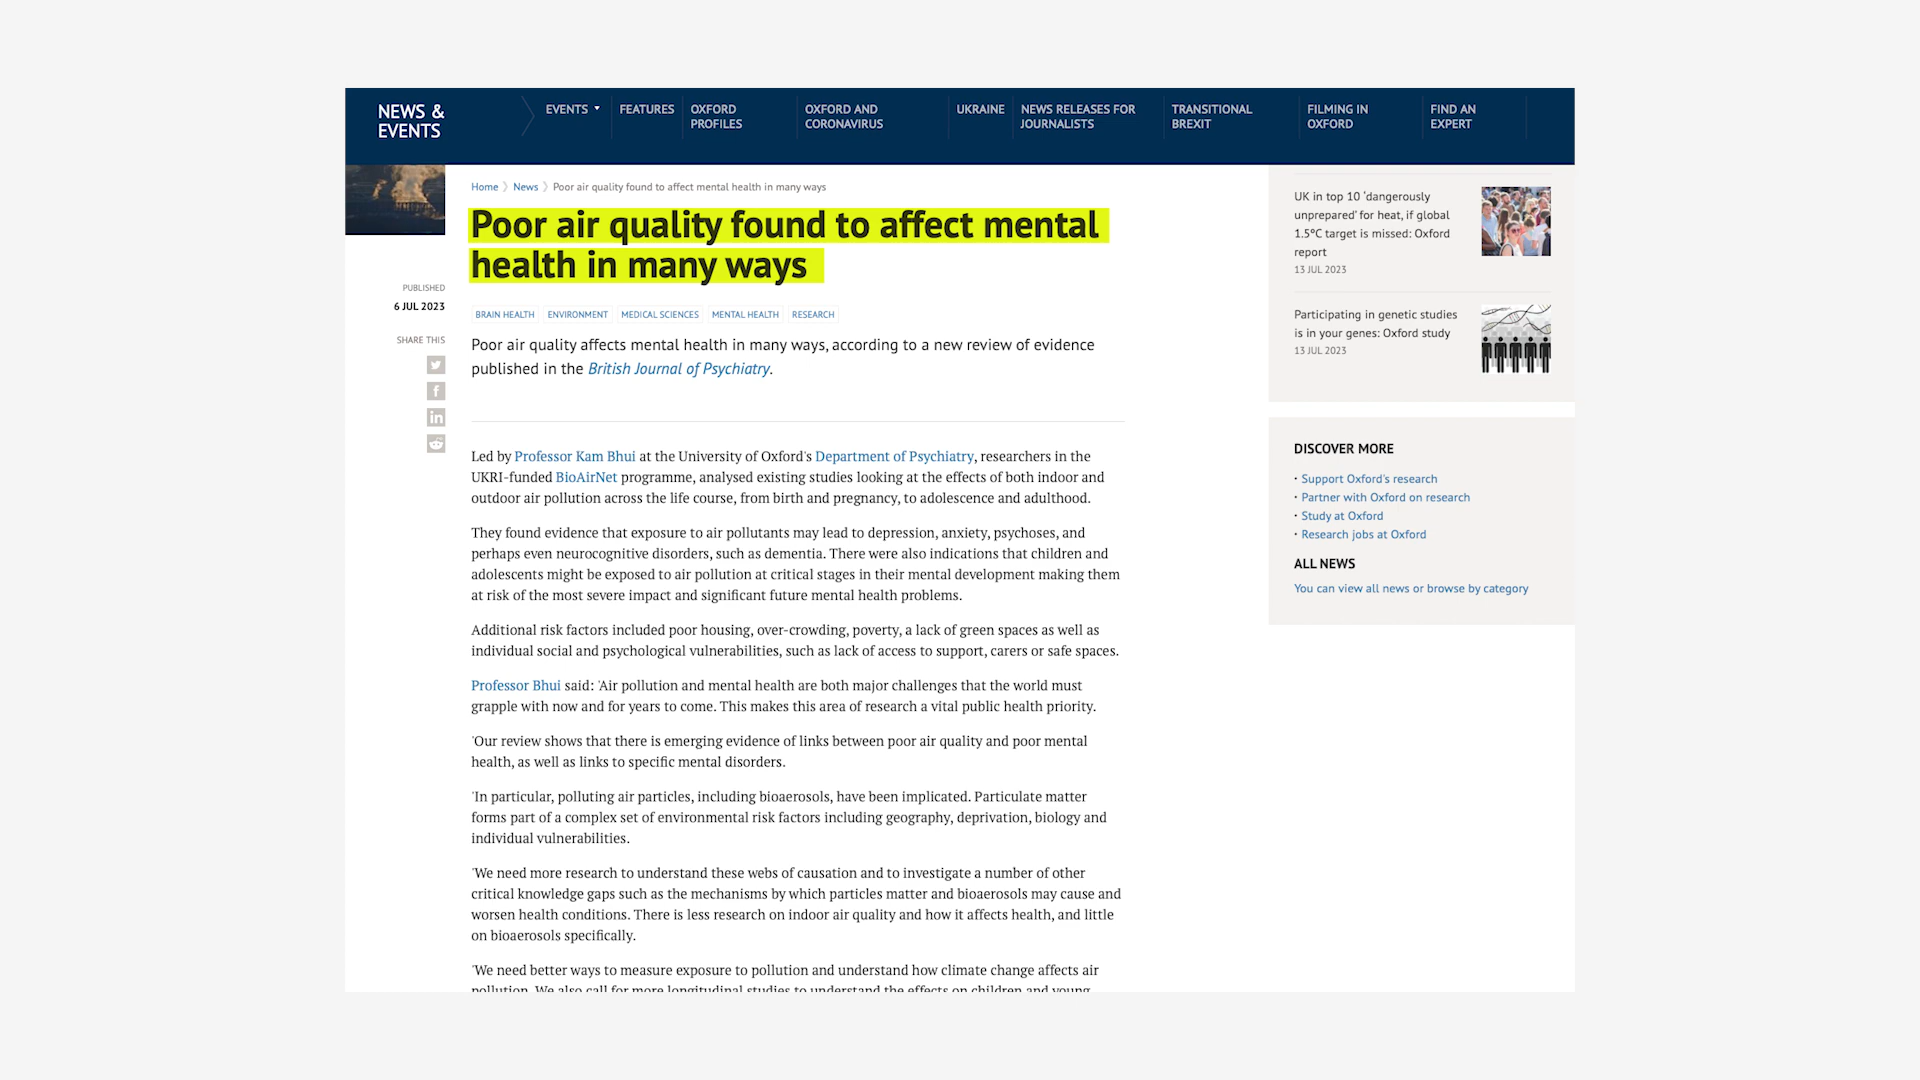 NEWS &
EVENTS
EVENTS
FEATURES
OXFORD
PROFILES
OXFORD AND
CORONAVIRUS
UKRAINE
NEWS RELEASES FOR
JOURNALISTS
TRANSITIONAL
BREXIT
FILMING IN
OXFORD
FIND AN
EXPERT
Home
News
Poor air quality found to affect mental health in many ways
Poor air quality found to affect mental
health in many ways
PUBLISHED
6 JUL 2023
SHARE THIS
BRAIN HEALTH
ENVIRONMENT
MEDICAL SCIENCES
MENTAL HEALTH
RESEARCH
Poor air quality affects mental health in many ways, according to a new review of evidence
published in the British Journal of Psychiatry.
Led by Professor Kam Bhui at the University of Oxford's Department of Psychiatry, researchers in the
UKRI-funded BioAirNet programme, analysed existing studies looking at the effects of both indoor and
outdoor air pollution across the life course, from birth and pregnancy, to adolescence and adulthood.
They found evidence that exposure to air pollutants may lead to depression, anxiety, psychoses, and
perhaps even neurocognitive disorders, such as dementia. There were also indications that children and
adolescents might be exposed to air pollution at critical stages in their mental development making them
at risk of the most severe impact and significant future mental health problems.
Additional risk factors included poor housing, over-crowding, poverty, a lack of green spaces as well as
individual social and psychological vulnerabilities, such as lack of access to support, carers or safe spaces.
Professor Bhui said: 'Air pollution and mental health are both major challenges that the world must
grapple with now and for years to come. This makes this area of research a vital public health priority.
'Our review shows that there is emerging evidence of links between poor air quality and poor mental
health, as well as links to specific mental disorders.
'In particular, polluting air particles, including bioaerosols, have been implicated. Particulate matter
forms part of a complex set of environmental risk factors including geography, deprivation, biology and
individual vulnerabilities.
'We need more research to understand these webs of causation and to investigate a number of other
critical knowledge gaps such as the mechanisms by which particles matter and bioaerosols may cause and
worsen health conditions. There is less research on indoor air quality and how it affects health, and little
on bioaerosols specifically.
'We need better ways to measure exposure to pollution and understand how climate change affects air
pollution. We also call for more longitudinal studies to understand the effects on children and young
UK in top 10 ‘dangerously
unprepared’ for heat, if global
1.5ºC target is missed: Oxford
report
13 JUL 2023
Participating in genetic studies
is in your genes: Oxford study
13 JUL 2023
DISCOVER MORE
· Support Oxford's research
· Partner with Oxford on research
· Study at Oxford
· Research jobs at Oxford
ALL NEWS
You can view all news or browse by category